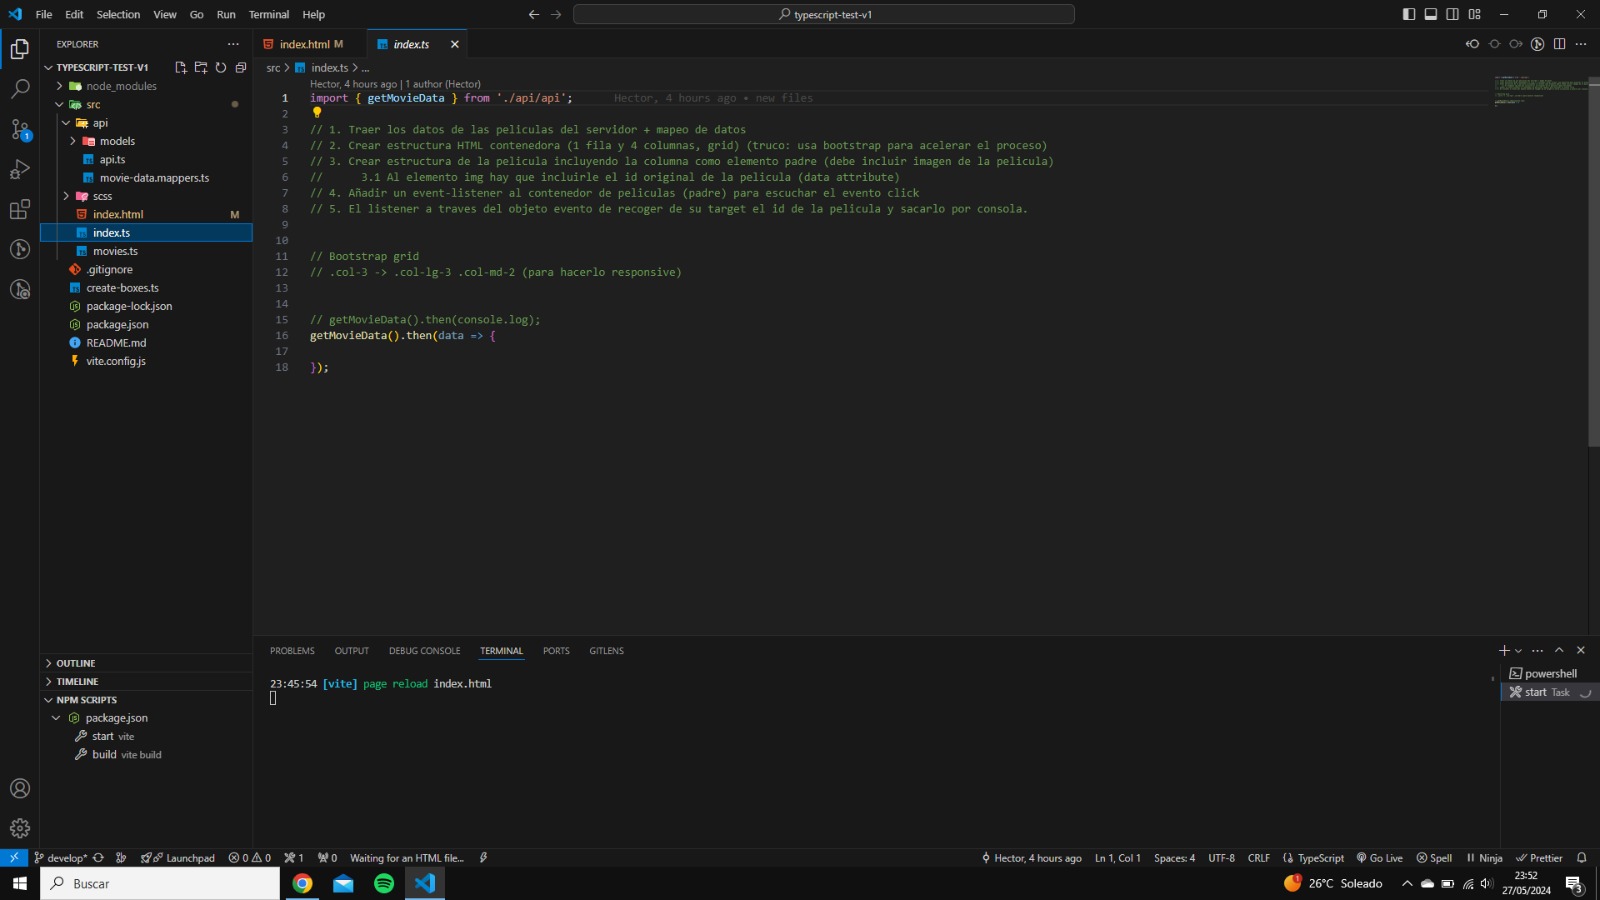 File Edit Selection View Go Run Terminal Help
typescript-test-v1
EXPLORER
TYPESCRIPT-TEST-V1
node_modules
src
api
models
api.ts
movie-data.mappers.ts
scss
index.html M
index.ts
movies.ts
.gitignore
create-boxes.ts
package-lock.json
package.json
README.md
vite.config.js
OUTLINE
TIMELINE
NPM SCRIPTS
package.json
start vite
build vite build
1
index.html M
index.ts
src > index.ts > ...
Hector, 4 hours ago | 1 author (Hector)
1 import { getMovieData } from './api/api'; Hector, 4 hours ago • new files
2
3 // 1. Traer los datos de las peliculas del servidor + mapeo de datos
4 // 2. Crear estructura HTML contenedora (1 fila y 4 columnas, grid) (truco: usa bootstrap para acelerar el proceso)
5 // 3. Crear estructura de la pelicula incluyendo la columna como elemento padre (debe incluir imagen de la pelicula)
6 // 3.1 Al elemento img hay que incluirle el id original de la pelicula (data attribute)
7 // 4. Añadir un event-listener al contenedor de peliculas (padre) para escuchar el evento click
8 // 5. El listener a traves del objeto evento de recoger de su target el id de la pelicula y sacarlo por consola.
9
10
11 // Bootstrap grid
12 // .col-3 -> .col-lg-3 .col-md-2 (para hacerlo responsive)
13
14
15 // getMovieData().then(console.log);
16 getMovieData().then(data => {
17
18 });
PROBLEMS OUTPUT DEBUG CONSOLE TERMINAL PORTS GITLENS
23:45:54 [vite] page reload index.html
powershell
start Task
develop* Launchpad 0 0 1 0 Waiting for an HTML file...
Hector, 4 hours ago Ln 1, Col 1 Spaces: 4 UTF-8 CRLF TypeScript Go Live Spell Ninja Prettier
Buscar
26°C Soleado
23:52
27/05/2024
3